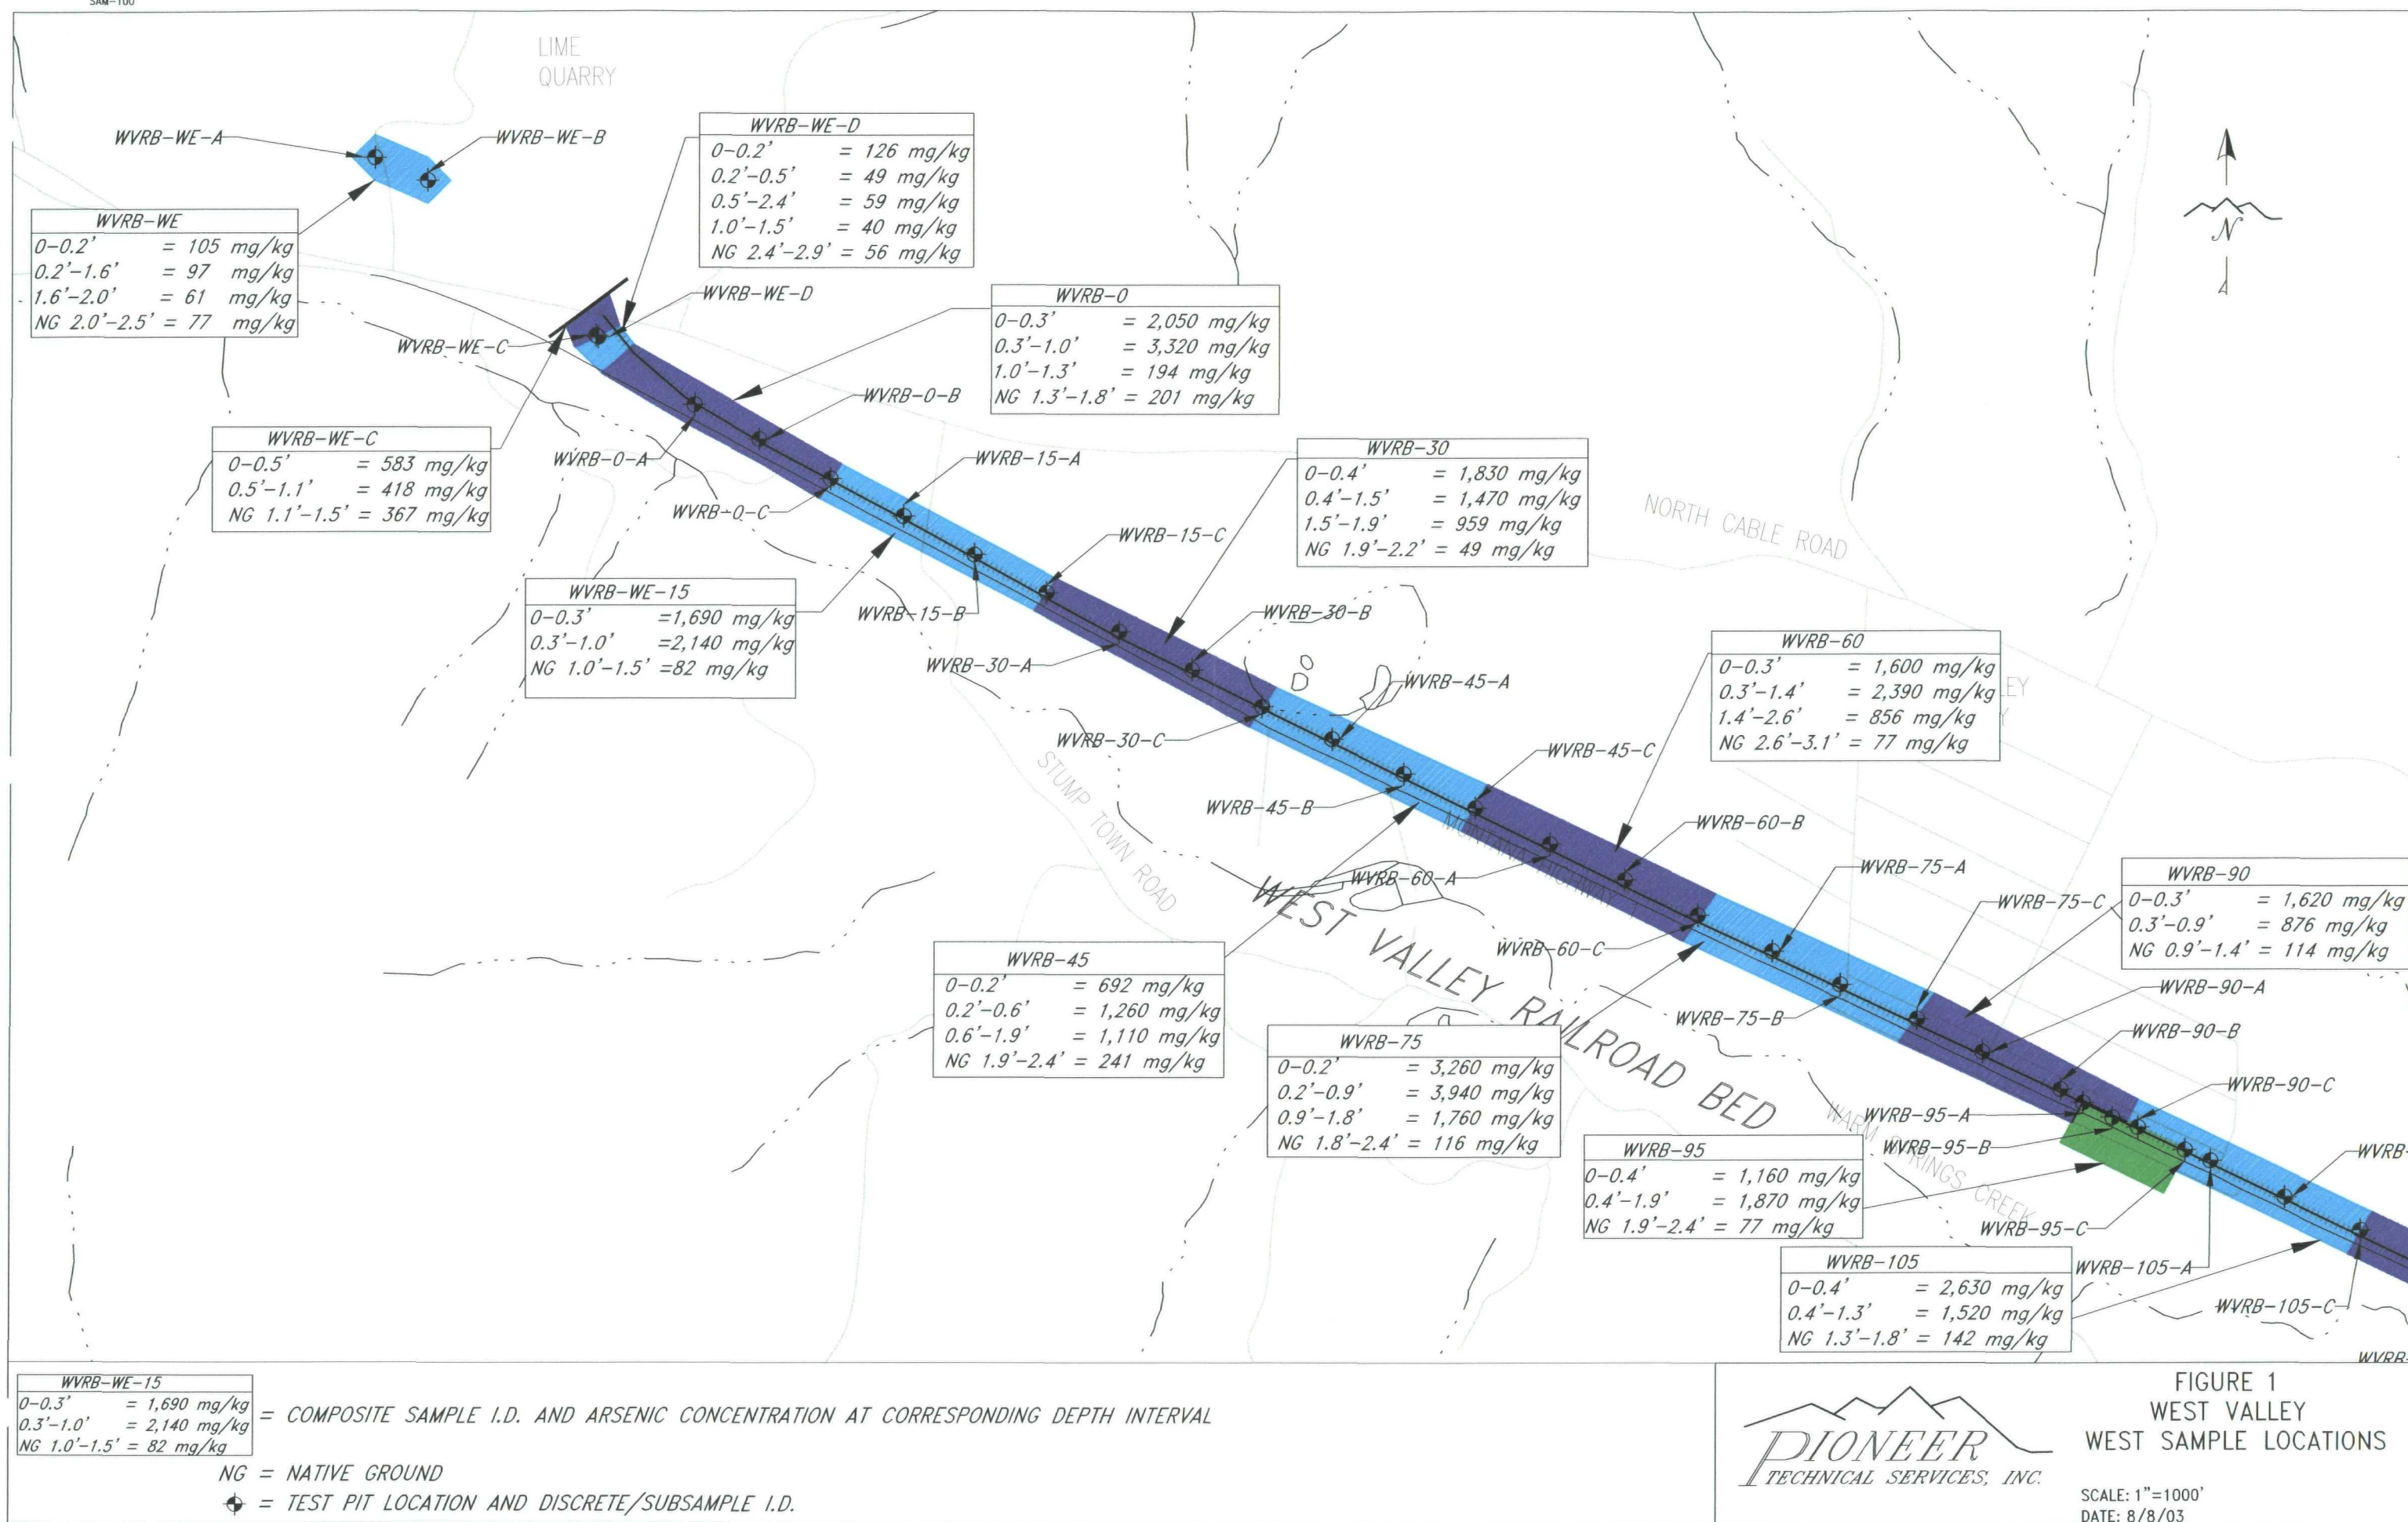 SAM-100
LIME
QUARRY
WVRB-WE-A
WVRB-WE-B
WVRB-WE-D
0-0.2' = 126 mg/kg
0.2'-0.5' = 49 mg/kg
0.5'-2.4' = 59 mg/kg
1.0'-1.5' = 40 mg/kg
NG 2.4'-2.9' = 56 mg/kg
WVRB-WE
0-0.2' = 105 mg/kg
0.2'-1.6' = 97 mg/kg
1.6'-2.0' = 61 mg/kg
NG 2.0'-2.5' = 77 mg/kg
N
WVRB-WE-D
WVRB-WE-C
WVRB-0
0-0.3' = 2,050 mg/kg
0.3'-1.0' = 3,320 mg/kg
1.0'-1.3' = 194 mg/kg
NG 1.3'-1.8' = 201 mg/kg
WVRB-0-B
WVRB-WE-C
0-0.5' = 583 mg/kg
0.5'-1.1' = 418 mg/kg
NG 1.1'-1.5' = 367 mg/kg
WVRB-0-A
WVRB-15-A
WVRB-0-C
WVRB-30
0-0.4' = 1,830 mg/kg
0.4'-1.5' = 1,470 mg/kg
1.5'-1.9' = 959 mg/kg
NG 1.9'-2.2' = 49 mg/kg
NORTH CABLE ROAD
WVRB-15-C
WVRB-WE-15
0-0.3' =1,690 mg/kg
0.3'-1.0' =2,140 mg/kg
NG 1.0'-1.5' =82 mg/kg
WVRB-15-B
WVRB-30-B
WVRB-30-A
WVRB-45-A
WVRB-60
0-0.3' = 1,600 mg/kg
0.3'-1.4' = 2,390 mg/kg
1.4'-2.6' = 856 mg/kg
NG 2.6'-3.1' = 77 mg/kg
EY
Y
WVRB-30-C
WVRB-45-C
STUMP TOWN ROAD
WVRB-45-B
WVRB-60-B
MONTANA HIGHWAY 1
WVRB-60-A
WVRB-75-A
WEST VALLEY RAILROAD BED
WVRB-75-C
WVRB-90
0-0.3' = 1,620 mg/kg
0.3'-0.9' = 876 mg/kg
NG 0.9'-1.4' = 114 mg/kg
WVRB-60-C
WVRB-45
0-0.2' = 692 mg/kg
0.2'-0.6' = 1,260 mg/kg
0.6'-1.9' = 1,110 mg/kg
NG 1.9'-2.4' = 241 mg/kg
WVRB-90-A
WVRB-75-B
WVRB-90-B
WVRB-75
0-0.2' = 3,260 mg/kg
0.2'-0.9' = 3,940 mg/kg
0.9'-1.8' = 1,760 mg/kg
NG 1.8'-2.4' = 116 mg/kg
WVRB-90-C
WARM SPRINGS CREEK
WVRB-95-A
WVRB-95-B
WVRB-
WVRB-95
0-0.4' = 1,160 mg/kg
0.4'-1.9' = 1,870 mg/kg
NG 1.9'-2.4' = 77 mg/kg
WVRB-95-C
WVRB-105-A
WVRB-105
0-0.4' = 2,630 mg/kg
0.4'-1.3' = 1,520 mg/kg
NG 1.3'-1.8' = 142 mg/kg
WVRB-105-C
WVRB-
WVRB-WE-15
0-0.3' = 1,690 mg/kg
0.3'-1.0' = 2,140 mg/kg
NG 1.0'-1.5' = 82 mg/kg
= COMPOSITE SAMPLE I.D. AND ARSENIC CONCENTRATION AT CORRESPONDING DEPTH INTERVAL
NG = NATIVE GROUND
= TEST PIT LOCATION AND DISCRETE/SUBSAMPLE I.D.
PIONEER
TECHNICAL SERVICES, INC.
FIGURE 1
WEST VALLEY
WEST SAMPLE LOCATIONS
SCALE: 1"=1000'
DATE: 8/8/03